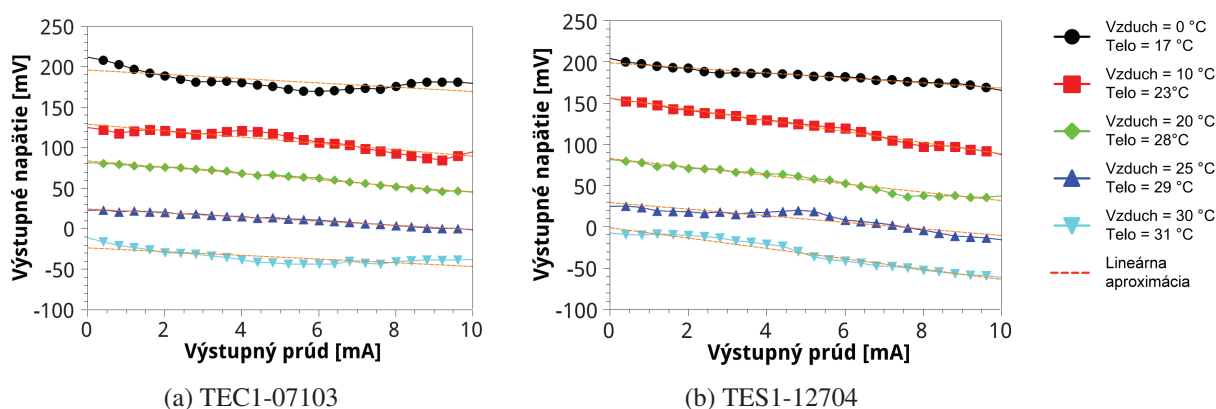 250
200
150
100
50
0
-50
-100
0
2
4
6
8
10
Výstupné napätie [mV]
Výstupný prúd [mA]
(a) TEC1-07103
250
200
150
100
50
0
-50
-100
0
2
4
6
8
10
Výstupné napätie [mV]
Výstupný prúd [mA]
(b) TES1-12704
Vzduch = 0 °C
Telo = 17 °C
Vzduch = 10 °C
Telo = 23°C
Vzduch = 20 °C
Telo = 28°C
Vzduch = 25 °C
Telo = 29 °C
Vzduch = 30 °C
Telo = 31 °C
Lineárna
aproximácia